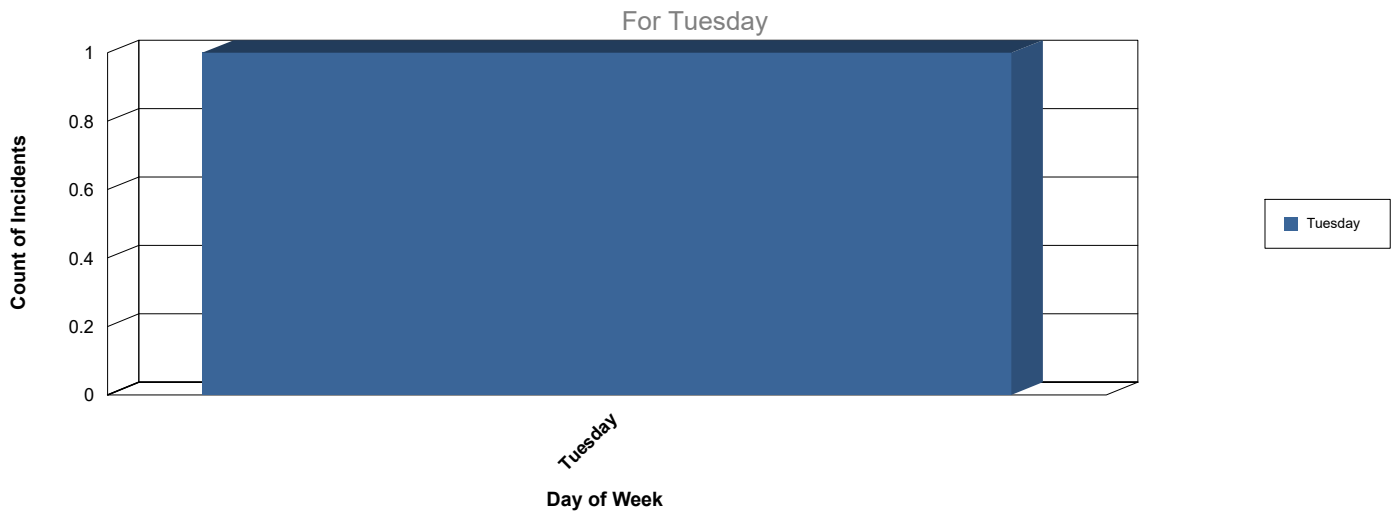 For Tuesday
1
0.8
0.6
0.4
0.2
0
Count of Incidents
Tuesday
Day of Week
Tuesday